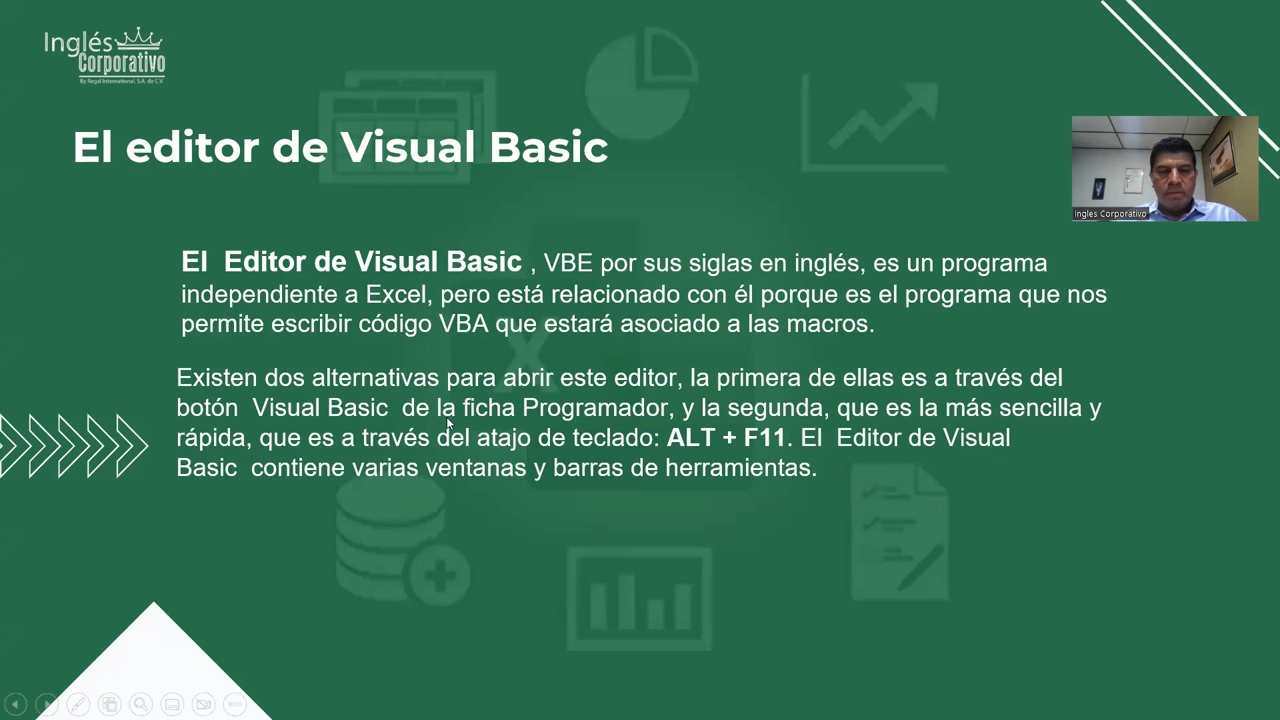 Inglés
Corporativo
By Regal International, S.A. de C.V.
El editor de Visual Basic
Ingles Corporativo
El Editor de Visual Basic , VBE por sus siglas en inglés, es un programa
independiente a Excel, pero está relacionado con él porque es el programa que nos
permite escribir código VBA que estará asociado a las macros.
Existen dos alternativas para abrir este editor, la primera de ellas es a través del
botón Visual Basic de la ficha Programador, y la segunda, que es la más sencilla y
rápida, que es a través del atajo de teclado: ALT + F11. El Editor de Visual
Basic contiene varias ventanas y barras de herramientas.